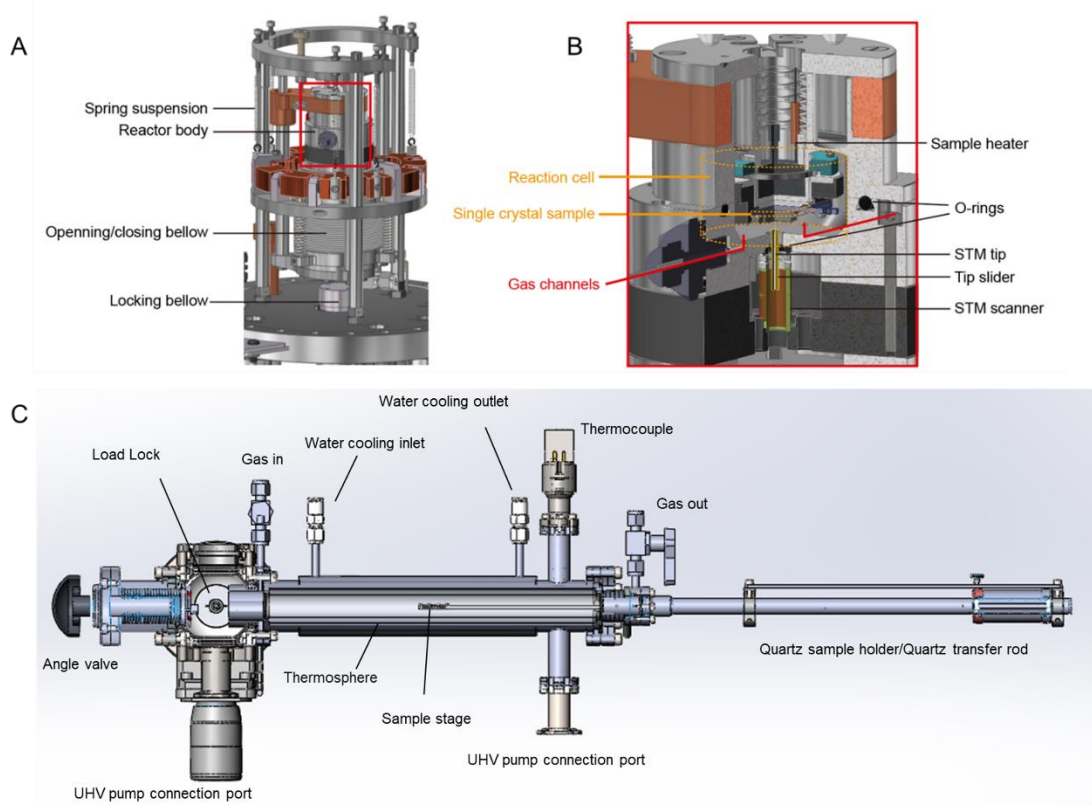 A
Spring suspension
Reactor body
Openning/closing bellow
Locking bellow
B
Sample heater
Reaction cell
Single crystal sample
O-rings
STM tip
Gas channels
Tip slider
STM scanner
C
Water cooling outlet
Water cooling inlet
Thermocouple
Load Lock
Gas in
Gas out
Angle valve
Thermosphere
Sample stage
Quartz sample holder/Quartz transfer rod
UHV pump connection port
UHV pump connection port